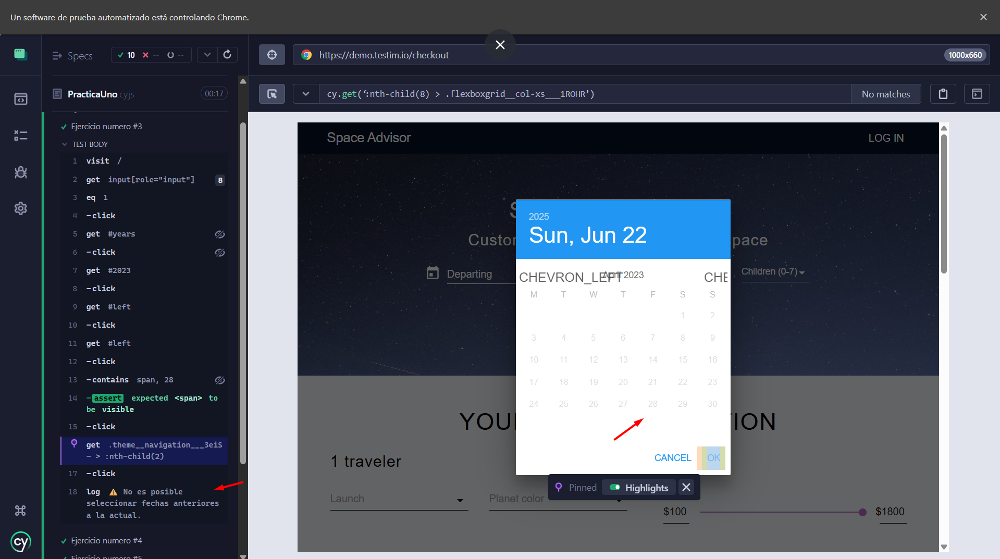 Un software de prueba automatizado está controlando Chrome.
Specs
10
--
--
https://demo.testim.io/checkout
1000x660
PracticaUno.cy.js
00:17
cy.get(‘:nth-child(8) > .flexboxgrid__col-xs___1ROHR’)
No matches
Ejercicio numero #3
TEST BODY
1 visit /
2 get input[role="input"] 8
3 eq 1
4 -click
5 get #years
6 -click
7 get #2023
8 -click
9 get #left
10 -click
11 get #left
12 -click
13 -contains span, 28
14 -assert expected <span> to
be visible
15 -click
get .theme__navigation___3eiS
- > :nth-child(2)
17 -click
18 log ⚠ No es posible
seleccionar fechas anteriores
a la actual.
Ejercicio numero #4
Ejercicio numero #5
cy
Space Advisor
LOG IN
S
Custo
pace
Departing
Children (0-7)
2025
Sun, Jun 22
CHEVRON_LEFT
April 2023
CHE
M T W T F S S
1 2
3 4 5 6 7 8 9
10 11 12 13 14 15 16
17 18 19 20 21 22 23
24 25 26 27 28 29 30
CANCEL
OK
YOU
TION
1 traveler
Pinned
Highlights
Launch
Planet color
$100
$1800